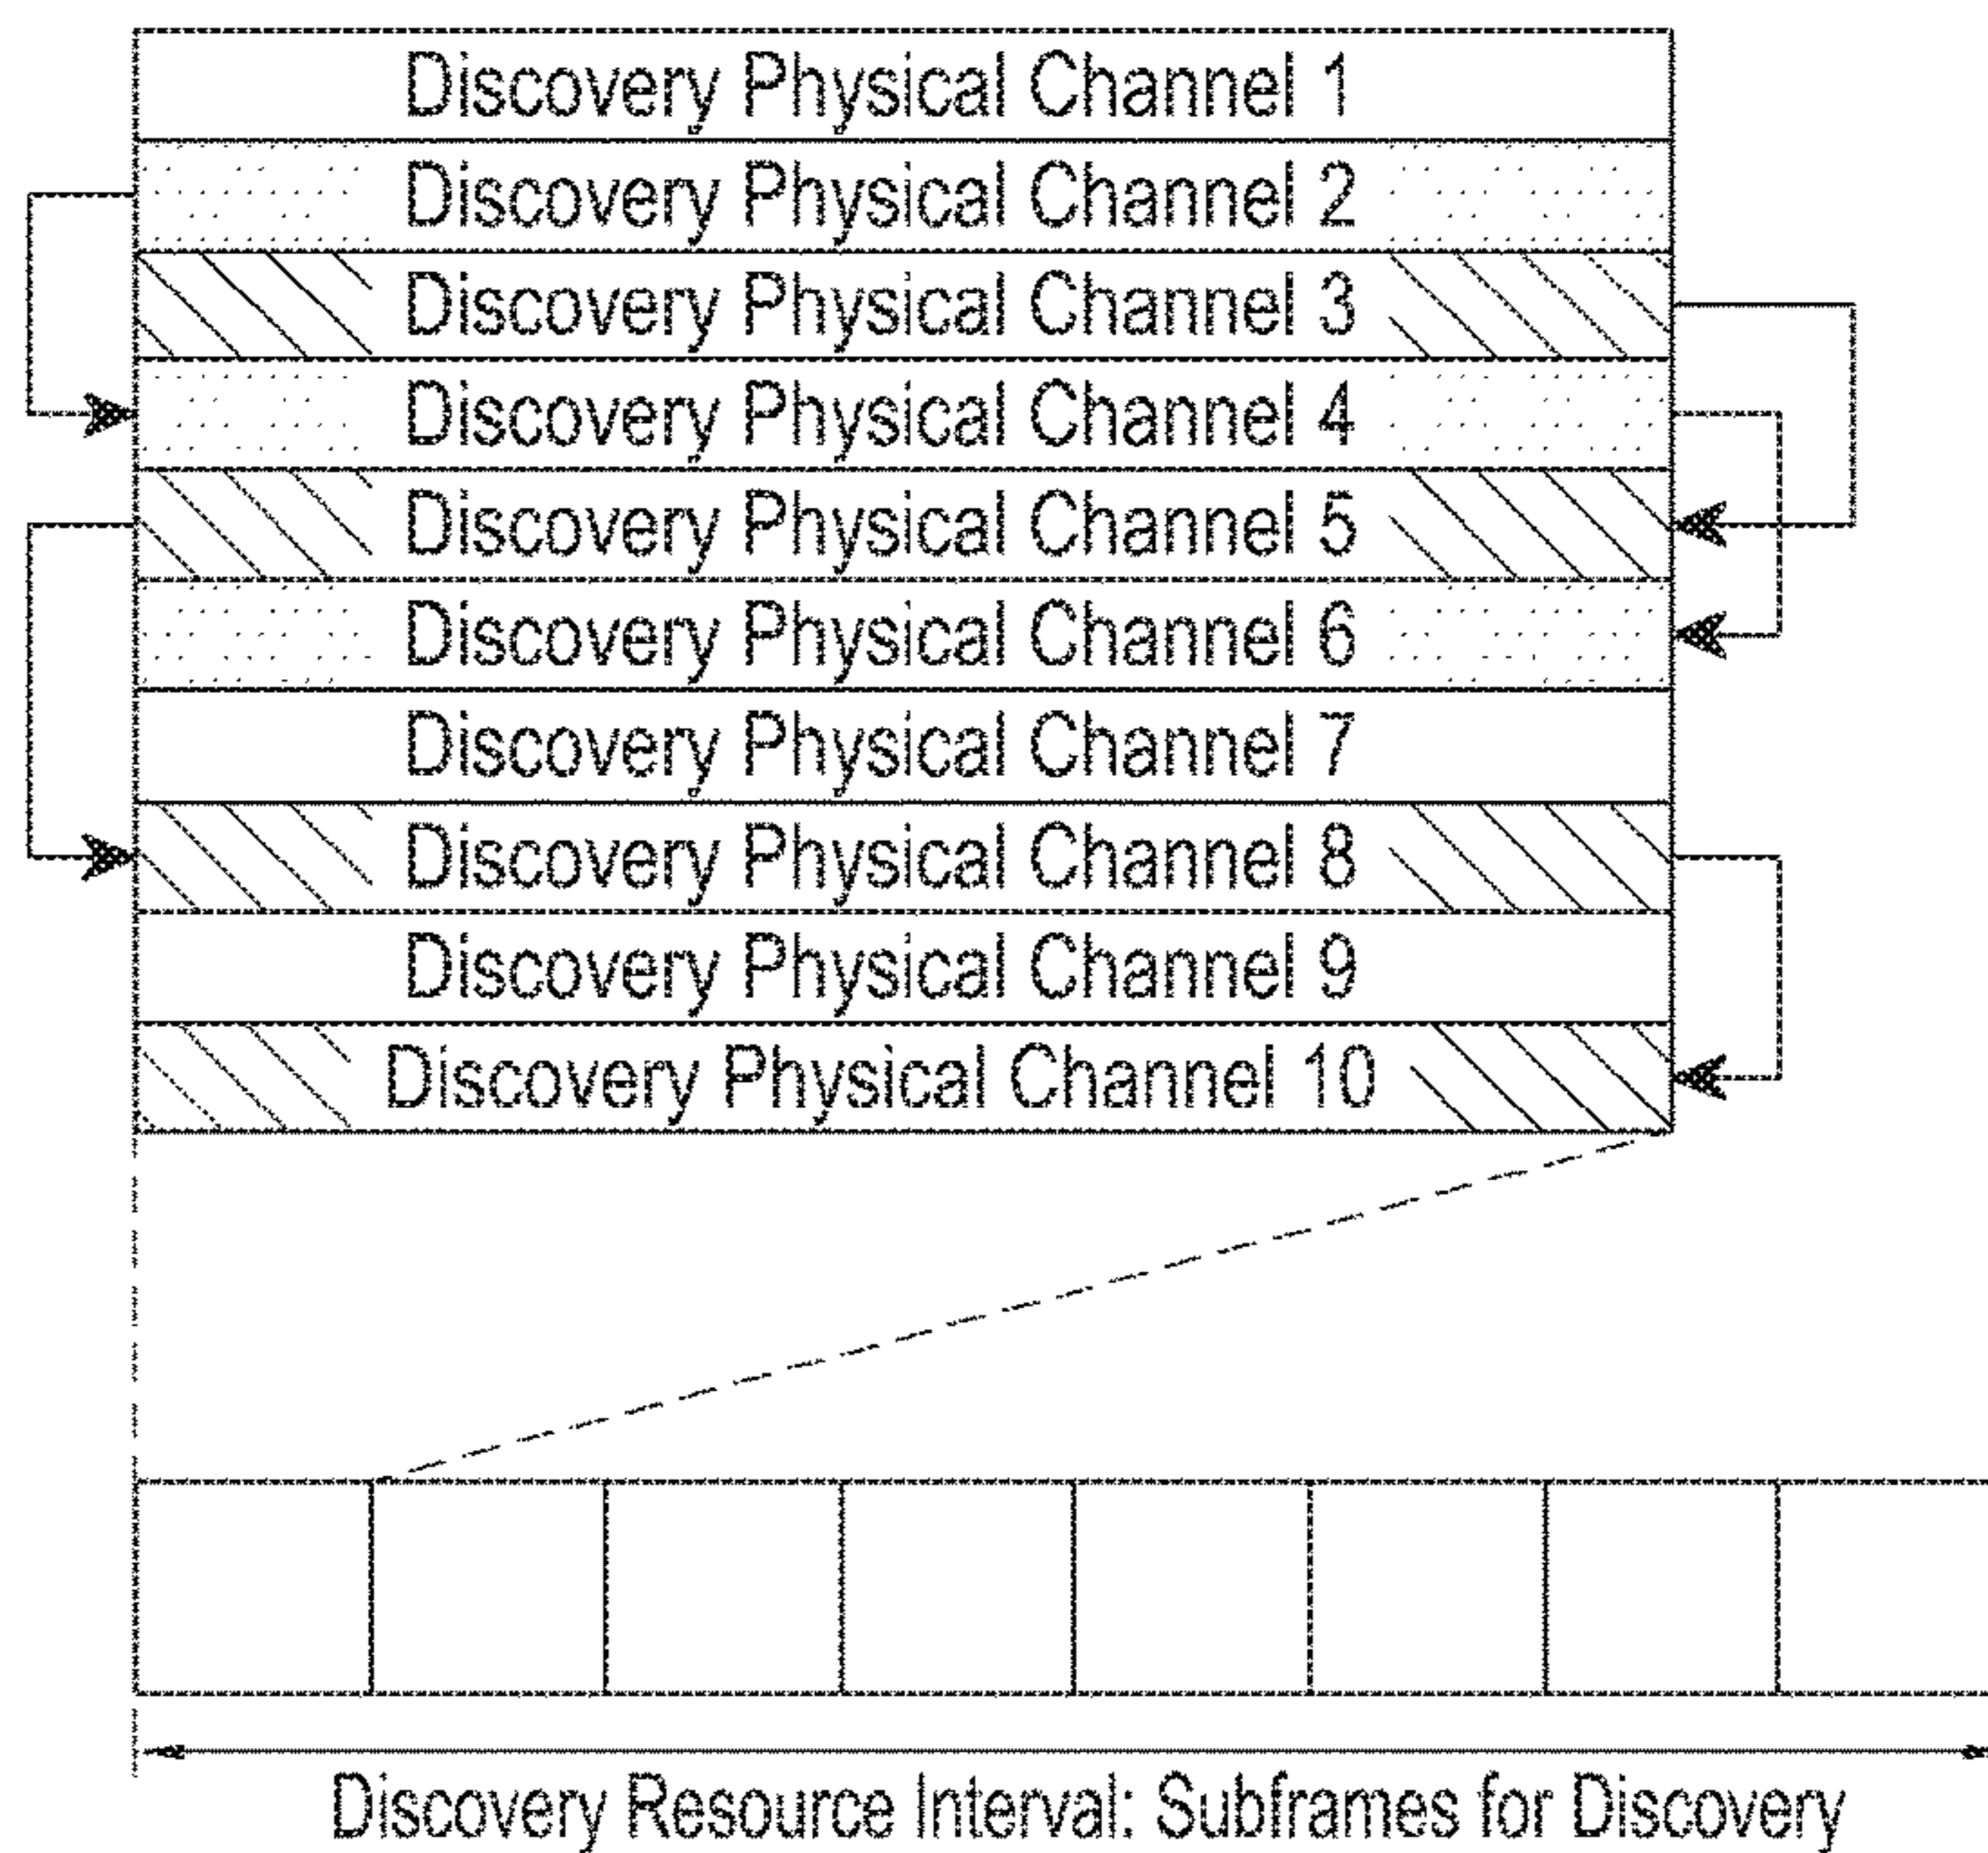 Discovery Physical Channel 1
Discovery Physical Channel 2
Discovery Physical Channel 3
Discovery Physical Channel 4
Discovery Physical Channel 5
Discovery Physical Channel 6
Discovery Physical Channel 7
Discovery Physical Channel 8
Discovery Physical Channel 9
Discovery Physical Channel 10
Discovery Resource Interval: Subframes for Discovery